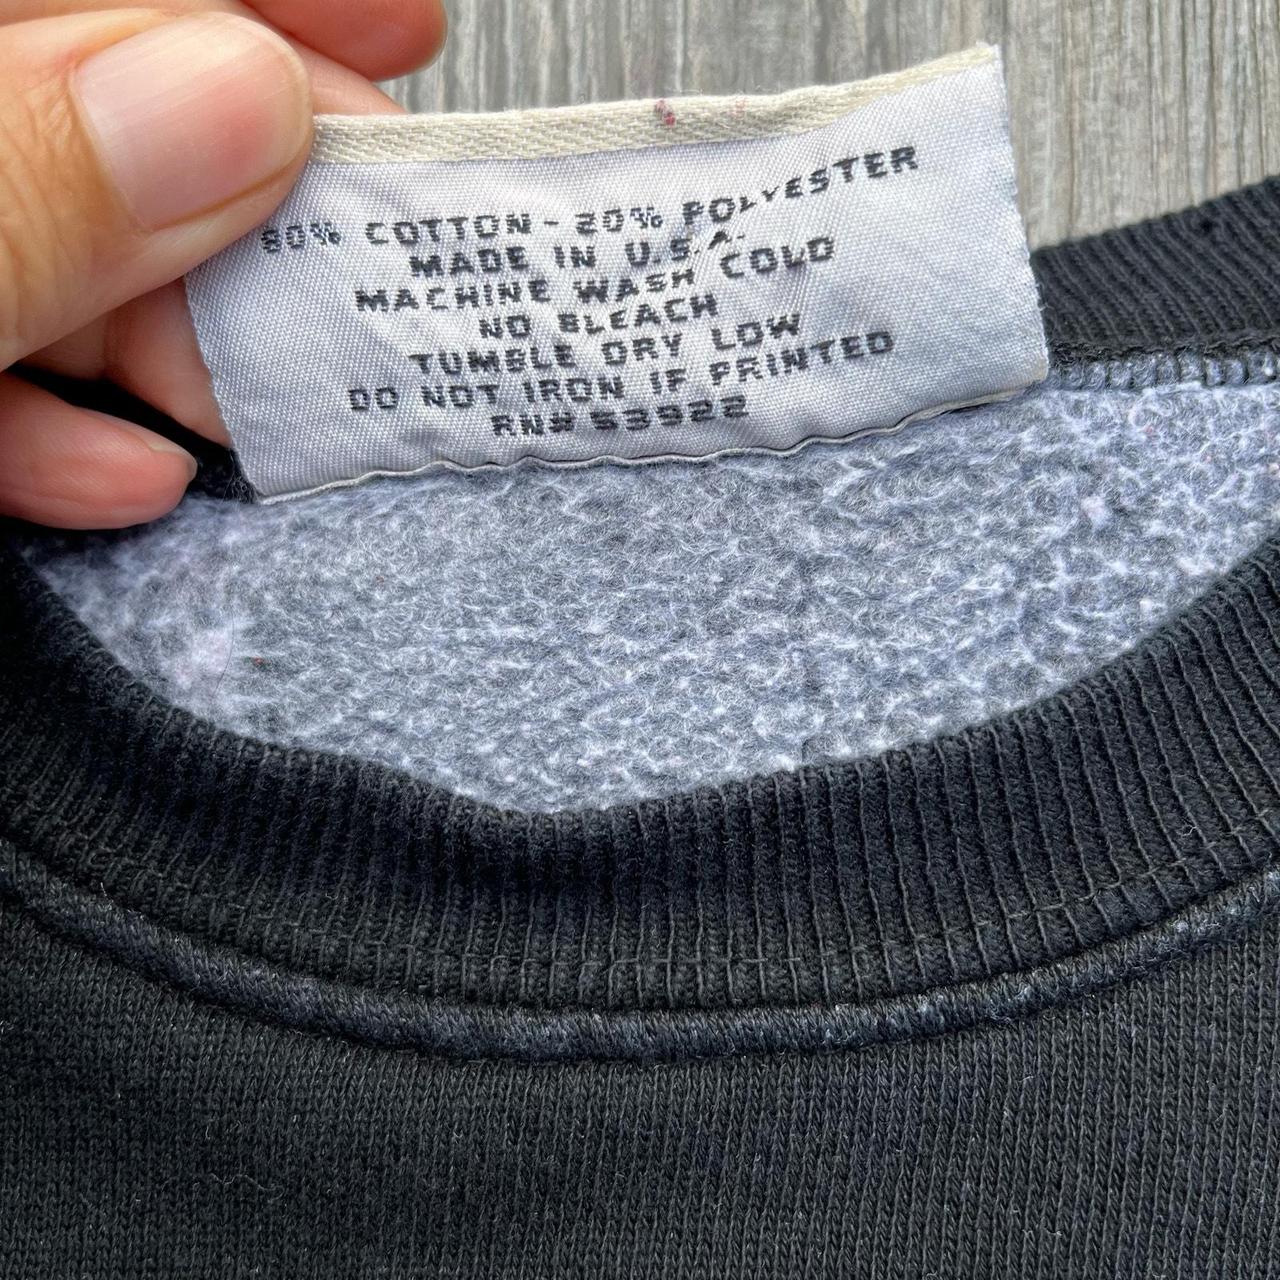 80% COTTON - 20% POLYESTER
MADE IN U.S.A.
MACHINE WASH COLD
NO BLEACH
TUMBLE DRY LOW
DO NOT IRON IF PRINTED
RN# 53922